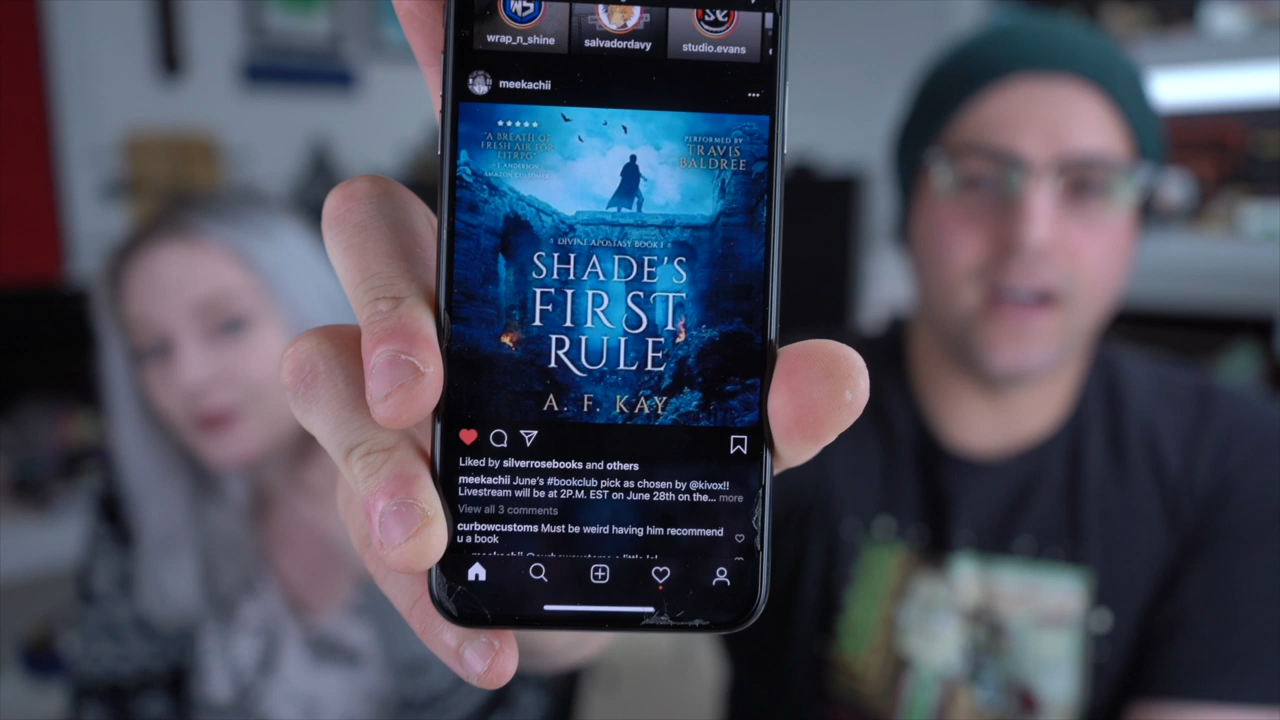 wrap_n_shine
salvadordavy
studio.evans
meekachii
"A BREATH OF
FRESH AIR FOR
LITRPG"
AMAZON CUSTOMER
PERFORMED BY
TRAVIS
BALDREE
DIVINE APOSTASY BOOK 1
SHADE'S
FIRST
RULE
A. F. KAY
Liked by silverrosebooks and others
meekachii June's #bookclub pick as chosen by @kivox!!
Livestream will be at 2P.M. EST on June 28th on the... more
View all 3 comments
curbowcustoms Must be weird having him recommend
u a book